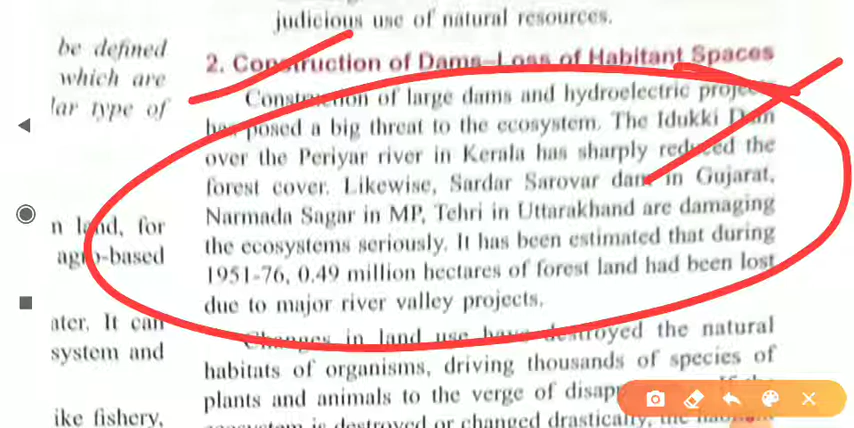 judicious use of natural resources.
be defined
which are
lar type of
n land, for
agro-based
ater. It can
system and
ike fishery,
2. Construction of Dams–Loss of Habitant Spaces
Construction of large dams and hydroelectric projects
has posed a big threat to the ecosystem. The Idukki Dam
over the Periyar river in Kerala has sharply reduced the
forest cover. Likewise, Sardar Sarovar dam in Gujarat,
Narmada Sagar in MP, Tehri in Uttarakhand are damaging
the ecosystems seriously. It has been estimated that during
1951-76, 0.49 million hectares of forest land had been lost
due to major river valley projects.
Changes in land use have destroyed the natural
habitats of organisms, driving thousands of species of
plants and animals to the verge of
is destroyed or changed drastically, the